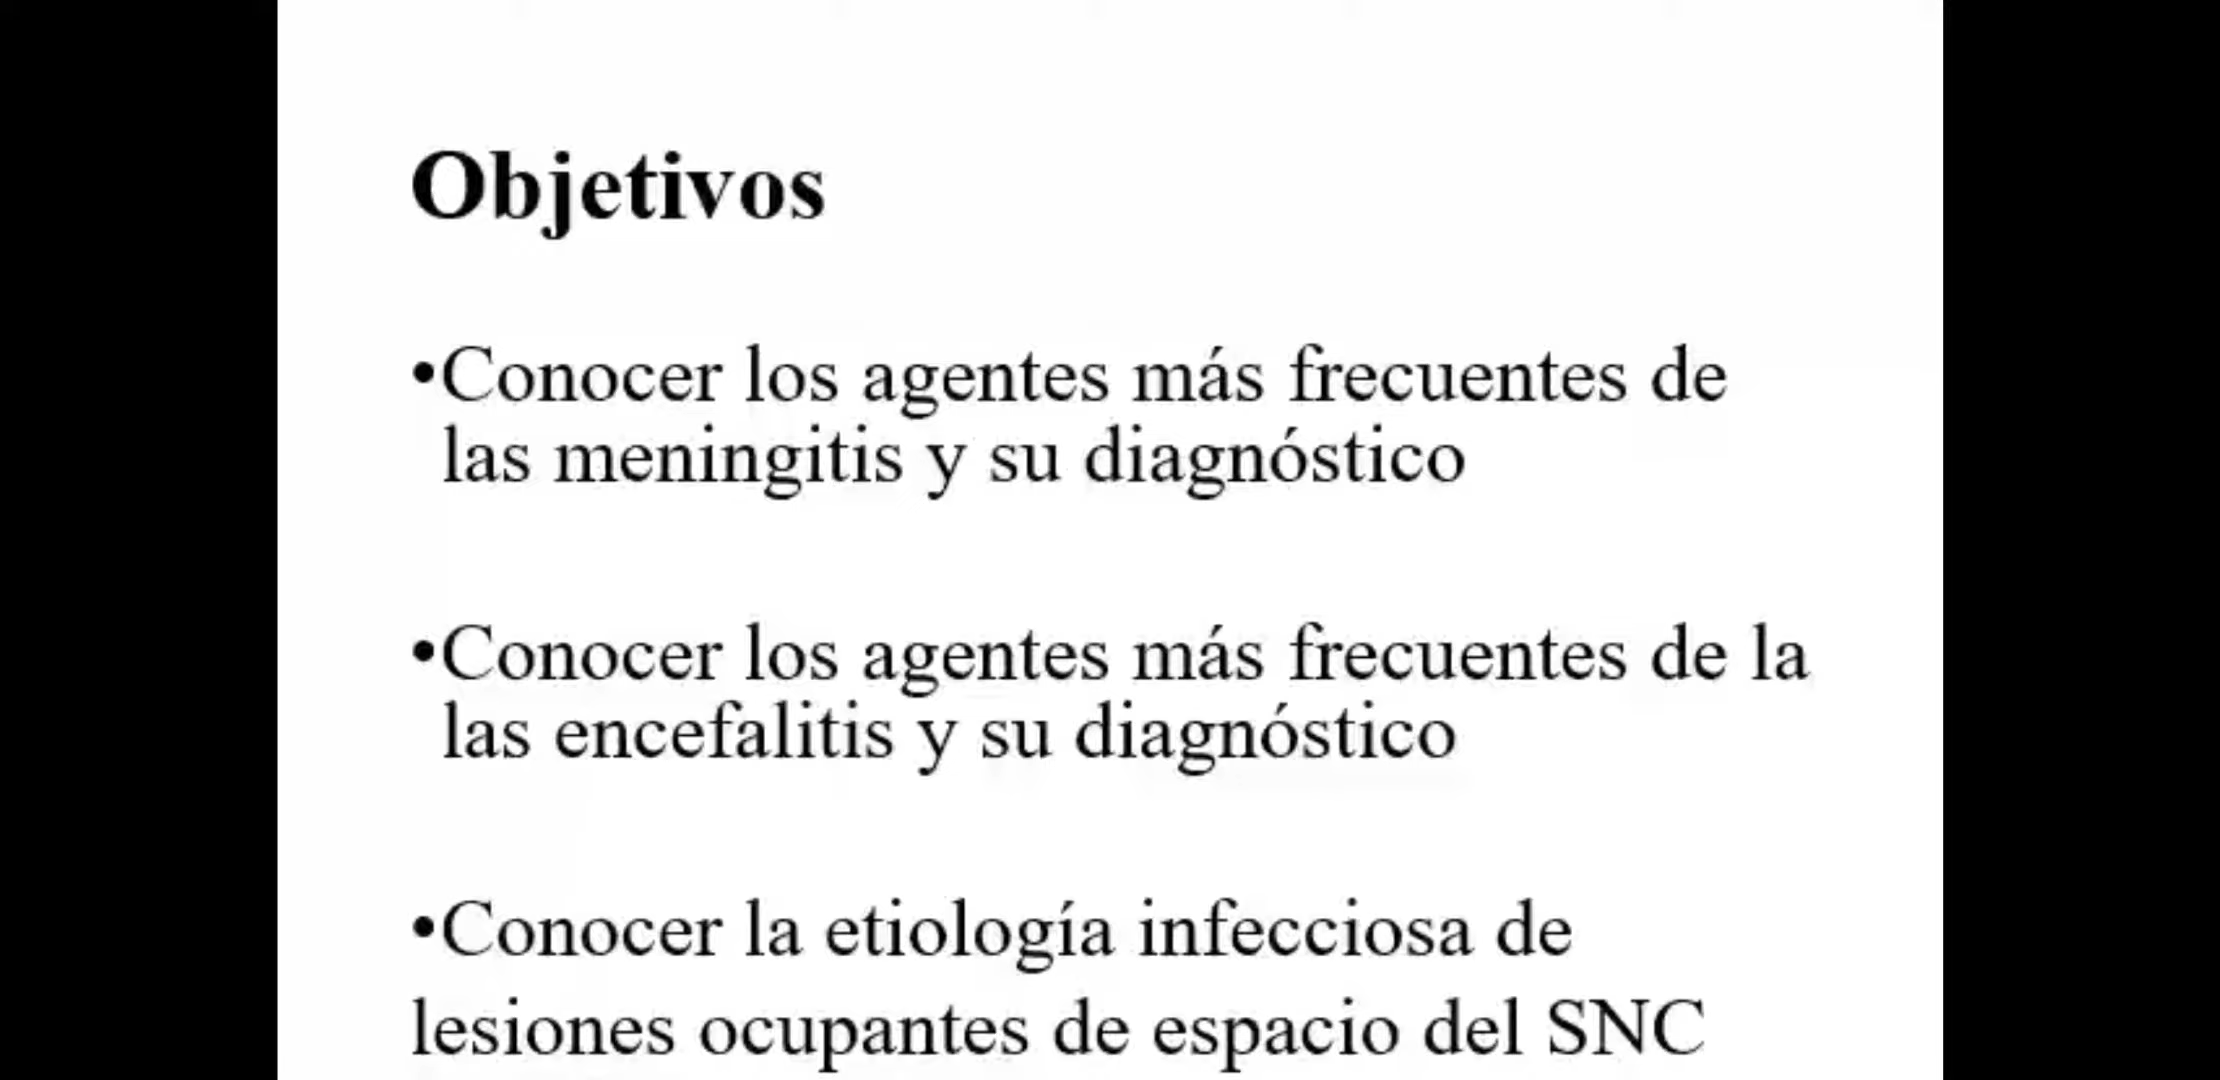 Objetivos
•Conocer los agentes más frecuentes de
las meningitis y su diagnóstico
•Conocer los agentes más frecuentes de la
las encefalitis y su diagnóstico
•Conocer la etiología infecciosa de
lesiones ocupantes de espacio del SNC